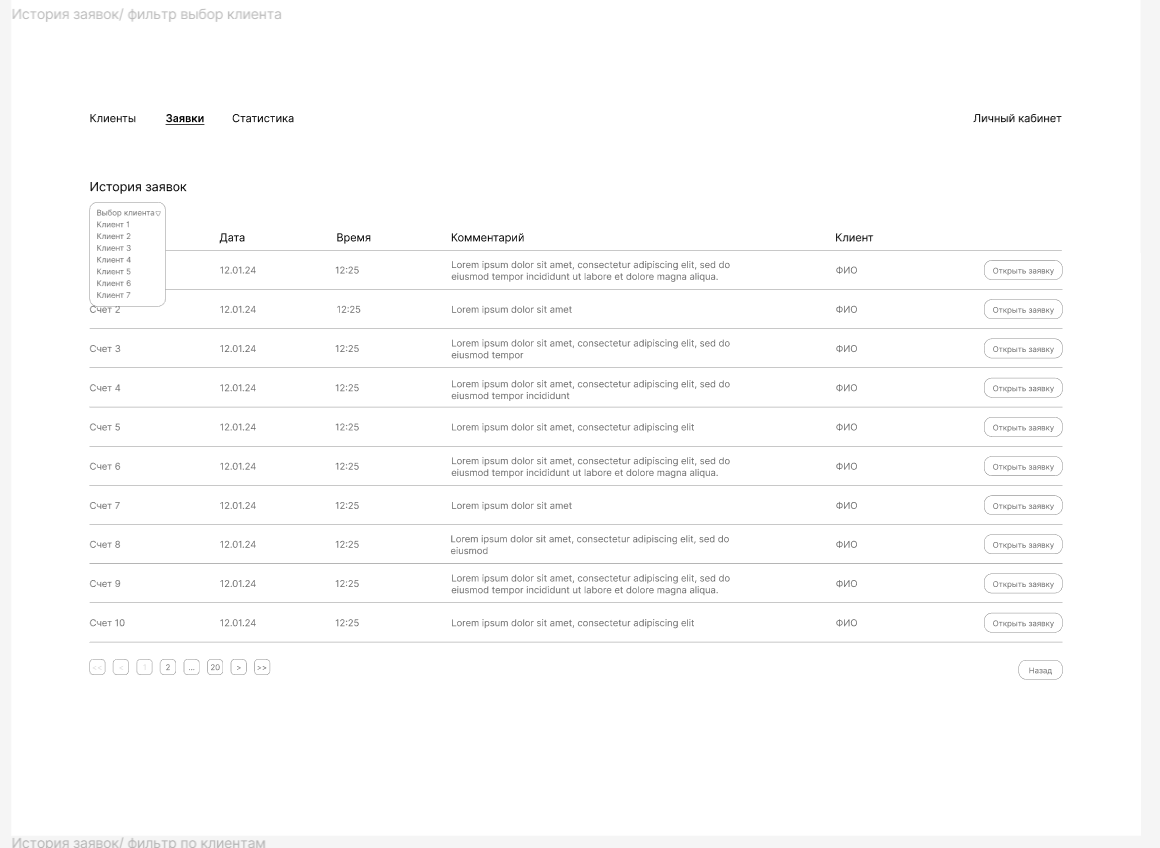 История заявок/ фильтр выбор клиента
Клиенты Заявки Статистика Личный кабинет
История заявок
Выбор клиента
Клиент 1
Клиент 2
Клиент 3
Клиент 4
Клиент 5
Клиент 6
Клиент 7
Дата Время Комментарий Клиент
12.01.24 12:25 Lorem ipsum dolor sit amet, consectetur adipiscing elit, sed do
eiusmod tempor incididunt ut labore et dolore magna aliqua. ФИО Открыть заявку
Счет 2 12.01.24 12:25 Lorem ipsum dolor sit amet ФИО Открыть заявку
Счет 3 12.01.24 12:25 Lorem ipsum dolor sit amet, consectetur adipiscing elit, sed do
eiusmod tempor ФИО Открыть заявку
Счет 4 12.01.24 12:25 Lorem ipsum dolor sit amet, consectetur adipiscing elit, sed do
eiusmod tempor incididunt ФИО Открыть заявку
Счет 5 12.01.24 12:25 Lorem ipsum dolor sit amet, consectetur adipiscing elit ФИО Открыть заявку
Счет 6 12.01.24 12:25 Lorem ipsum dolor sit amet, consectetur adipiscing elit, sed do
eiusmod tempor incididunt ut labore et dolore magna aliqua. ФИО Открыть заявку
Счет 7 12.01.24 12:25 Lorem ipsum dolor sit amet ФИО Открыть заявку
Счет 8 12.01.24 12:25 Lorem ipsum dolor sit amet, consectetur adipiscing elit, sed do
eiusmod ФИО Открыть заявку
Счет 9 12.01.24 12:25 Lorem ipsum dolor sit amet, consectetur adipiscing elit, sed do
eiusmod tempor incididunt ut labore et dolore magna aliqua. ФИО Открыть заявку
Счет 10 12.01.24 12:25 Lorem ipsum dolor sit amet, consectetur adipiscing elit ФИО Открыть заявку
<< < 1 2 ... 20 > >> Назад
История заявок/ фильтр по клиентам